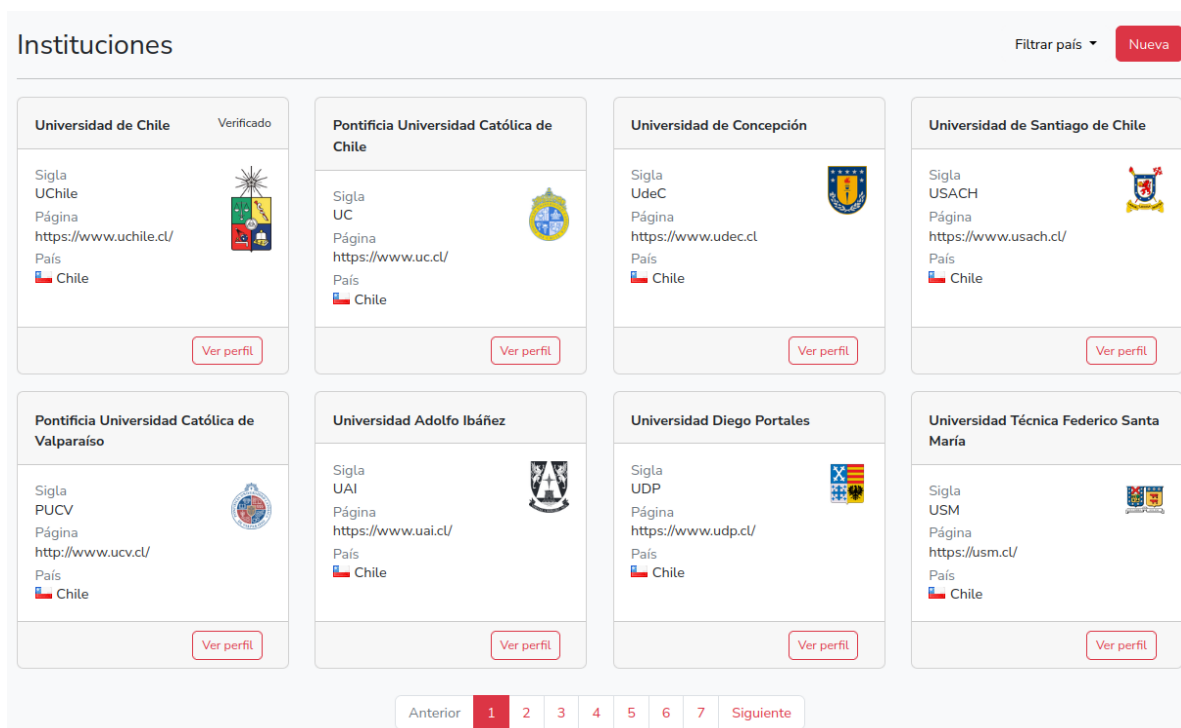 Instituciones
Filtrar país
Nueva
Universidad de Chile
Verificado
Sigla
UChile
Página
https://www.uchile.cl/
País
Chile
Ver perfil
Pontificia Universidad Católica de
Chile
Sigla
UC
Página
https://www.uc.cl/
País
Chile
Ver perfil
Universidad de Concepción
Sigla
UdeC
Página
https://www.udec.cl
País
Chile
Ver perfil
Universidad de Santiago de Chile
Sigla
USACH
Página
https://www.usach.cl/
País
Chile
Ver perfil
Pontificia Universidad Católica de
Valparaíso
Sigla
PUCV
Página
http://www.ucv.cl/
País
Chile
Ver perfil
Universidad Adolfo Ibáñez
Sigla
UAI
Página
https://www.uai.cl/
País
Chile
Ver perfil
Universidad Diego Portales
Sigla
UDP
Página
https://www.udp.cl/
País
Chile
Ver perfil
Universidad Técnica Federico Santa
María
Sigla
USM
Página
https://usm.cl/
País
Chile
Ver perfil
Anterior 1 2 3 4 5 6 7 Siguiente